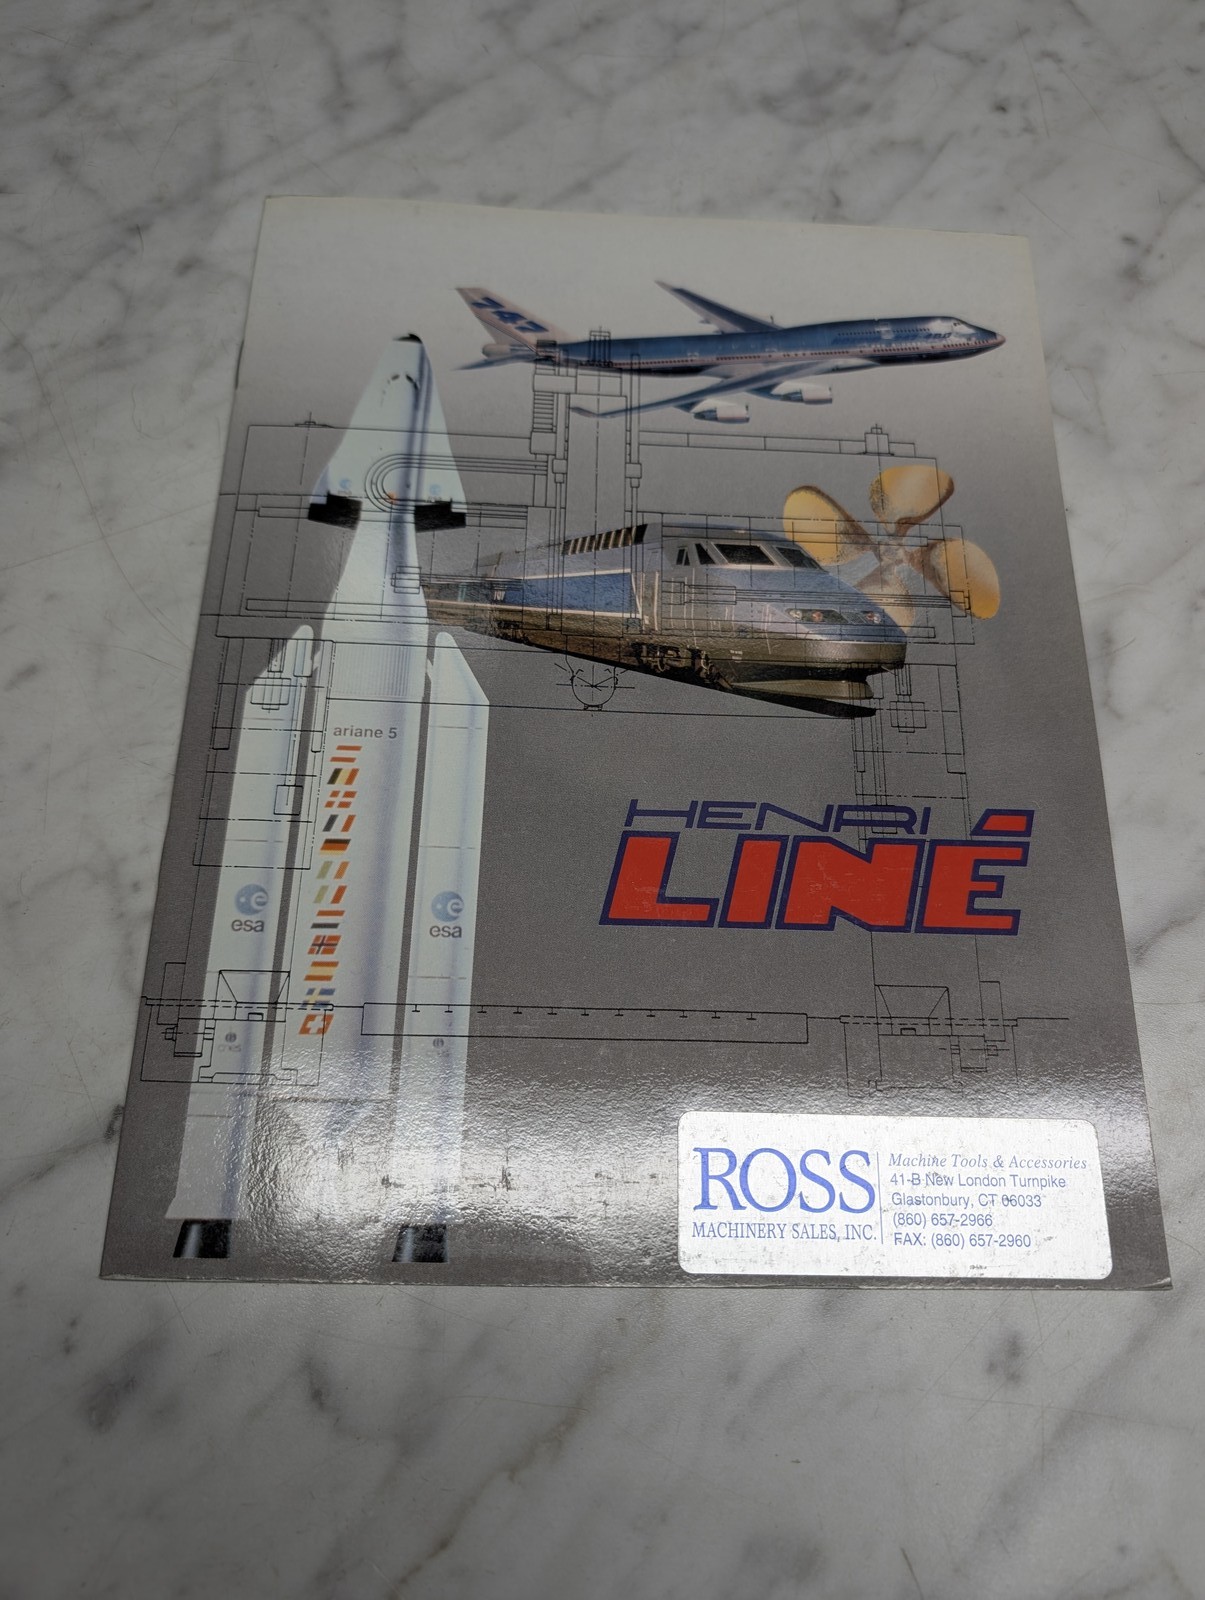 747
ariane 5
esa
esa
HENRI
LINÉ
ROSS
MACHINERY SALES, INC.
Machine Tools & Accessories
41-B New London Turnpike
Glastonbury, CT 06033
(860) 657-2966
FAX: (860) 657-2960